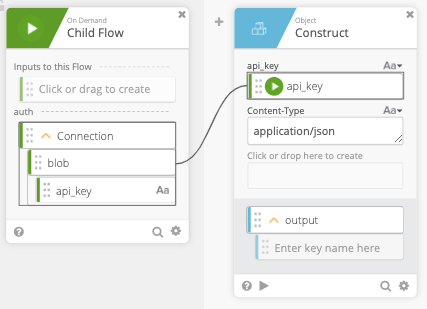 On Demand
Child Flow
Inputs to this Flow
Click or drag to create
auth
Connection
blob
api_key
Aa
Object
Construct
api_key
Aa
api_key
Content-Type
Aa
application/json
Click or drop here to create
output
Enter key name here